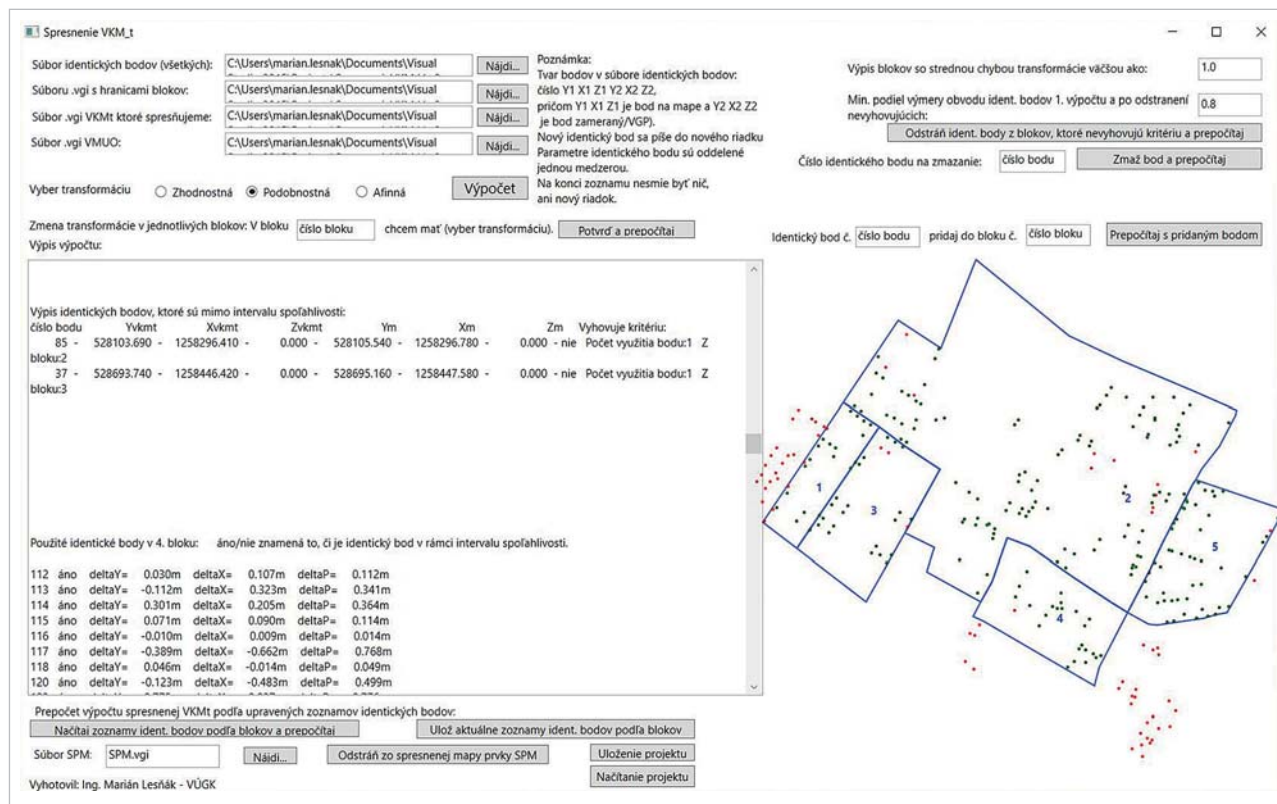 Spresnenie VKM_t
Súbor identických bodov (všetkých):
C:\Users\marian.lesnak\Documents\Visual
Nájdi...
Súboru .vgi s hranicami blokov:
C:\Users\marian.lesnak\Documents\Visual
Nájdi...
Súbor .vgi VKMt ktoré spresňujeme:
C:\Users\marian.lesnak\Documents\Visual
Nájdi...
Súbor .vgi VMUO:
C:\Users\marian.lesnak\Documents\Visual
Nájdi...
Poznámka:
Tvar bodov v súbore identických bodov:
číslo Y1 X1 Z1 Y2 X2 Z2,
pričom Y1 X1 Z1 je bod na mape a Y2 X2 Z2
je bod zameraný/VGP).
Nový identický bod sa píše do nového riadku
Parametre identického bodu sú oddelené
jednou medzerou.
Na konci zoznamu nesmie byť nič,
ani nový riadok.
Výpis blokov so strednou chybou transformácie väčšou ako:
1.0
Min. podiel výmery obvodu ident. bodov 1. výpočtu a po odstranení
nevyhovujúcich:
0.8
Odstráň ident. body z blokov, ktoré nevyhovujú kritériu a prepočítaj
Číslo identického bodu na zmazanie:
číslo bodu
Zmaž bod a prepočítaj
Vyber transformáciu
Zhodnostná
Podobnostná
Afinná
Výpočet
Zmena transformácie v jednotlivých blokov: V bloku
číslo bloku
chcem mať (vyber transformáciu).
Potvrď a prepočítaj
Identický bod č.
číslo bodu
pridaj do bloku č.
číslo bloku
Prepočítaj s pridaným bodom
Výpis výpočtu:
Výpis identických bodov, ktoré sú mimo intervalu spoľahlivosti:
číslo bodu Yvkmt Xvkmt Zvkmt Ym Xm Zm Vyhovuje kritériu:
85 - 528103.690 - 1258296.410 - 0.000 - 528105.540 - 1258296.780 - 0.000 - nie Počet využitia bodu:1 Z
bloku:2
37 - 528693.740 - 1258446.420 - 0.000 - 528695.160 - 1258447.580 - 0.000 - nie Počet využitia bodu:1 Z
bloku:3
Použité identické body v 4. bloku: áno/nie znamená to, či je identický bod v rámci intervalu spoľahlivosti.
112 áno deltaY= 0.030m deltaX= 0.107m deltaP= 0.112m
113 áno deltaY= -0.112m deltaX= 0.323m deltaP= 0.341m
114 áno deltaY= 0.301m deltaX= 0.205m deltaP= 0.364m
115 áno deltaY= 0.071m deltaX= 0.090m deltaP= 0.114m
116 áno deltaY= -0.010m deltaX= 0.009m deltaP= 0.014m
117 áno deltaY= -0.389m deltaX= -0.662m deltaP= 0.768m
118 áno deltaY= 0.046m deltaX= -0.014m deltaP= 0.049m
120 áno deltaY= -0.123m deltaX= -0.483m deltaP= 0.499m
1
2
3
4
5
Prepočet výpočtu spresnenej VKMt podľa upravených zoznamov identických bodov:
Načítaj zoznamy ident. bodov podľa blokov a prepočítaj
Ulož aktuálne zoznamy ident. bodov podľa blokov
Súbor SPM:
SPM.vgi
Nájdi...
Odstráň zo spresnenej mapy prvky SPM
Uloženie projektu
Načítanie projektu
Vyhotovil: Ing. Marián Lesňák - VÚGK